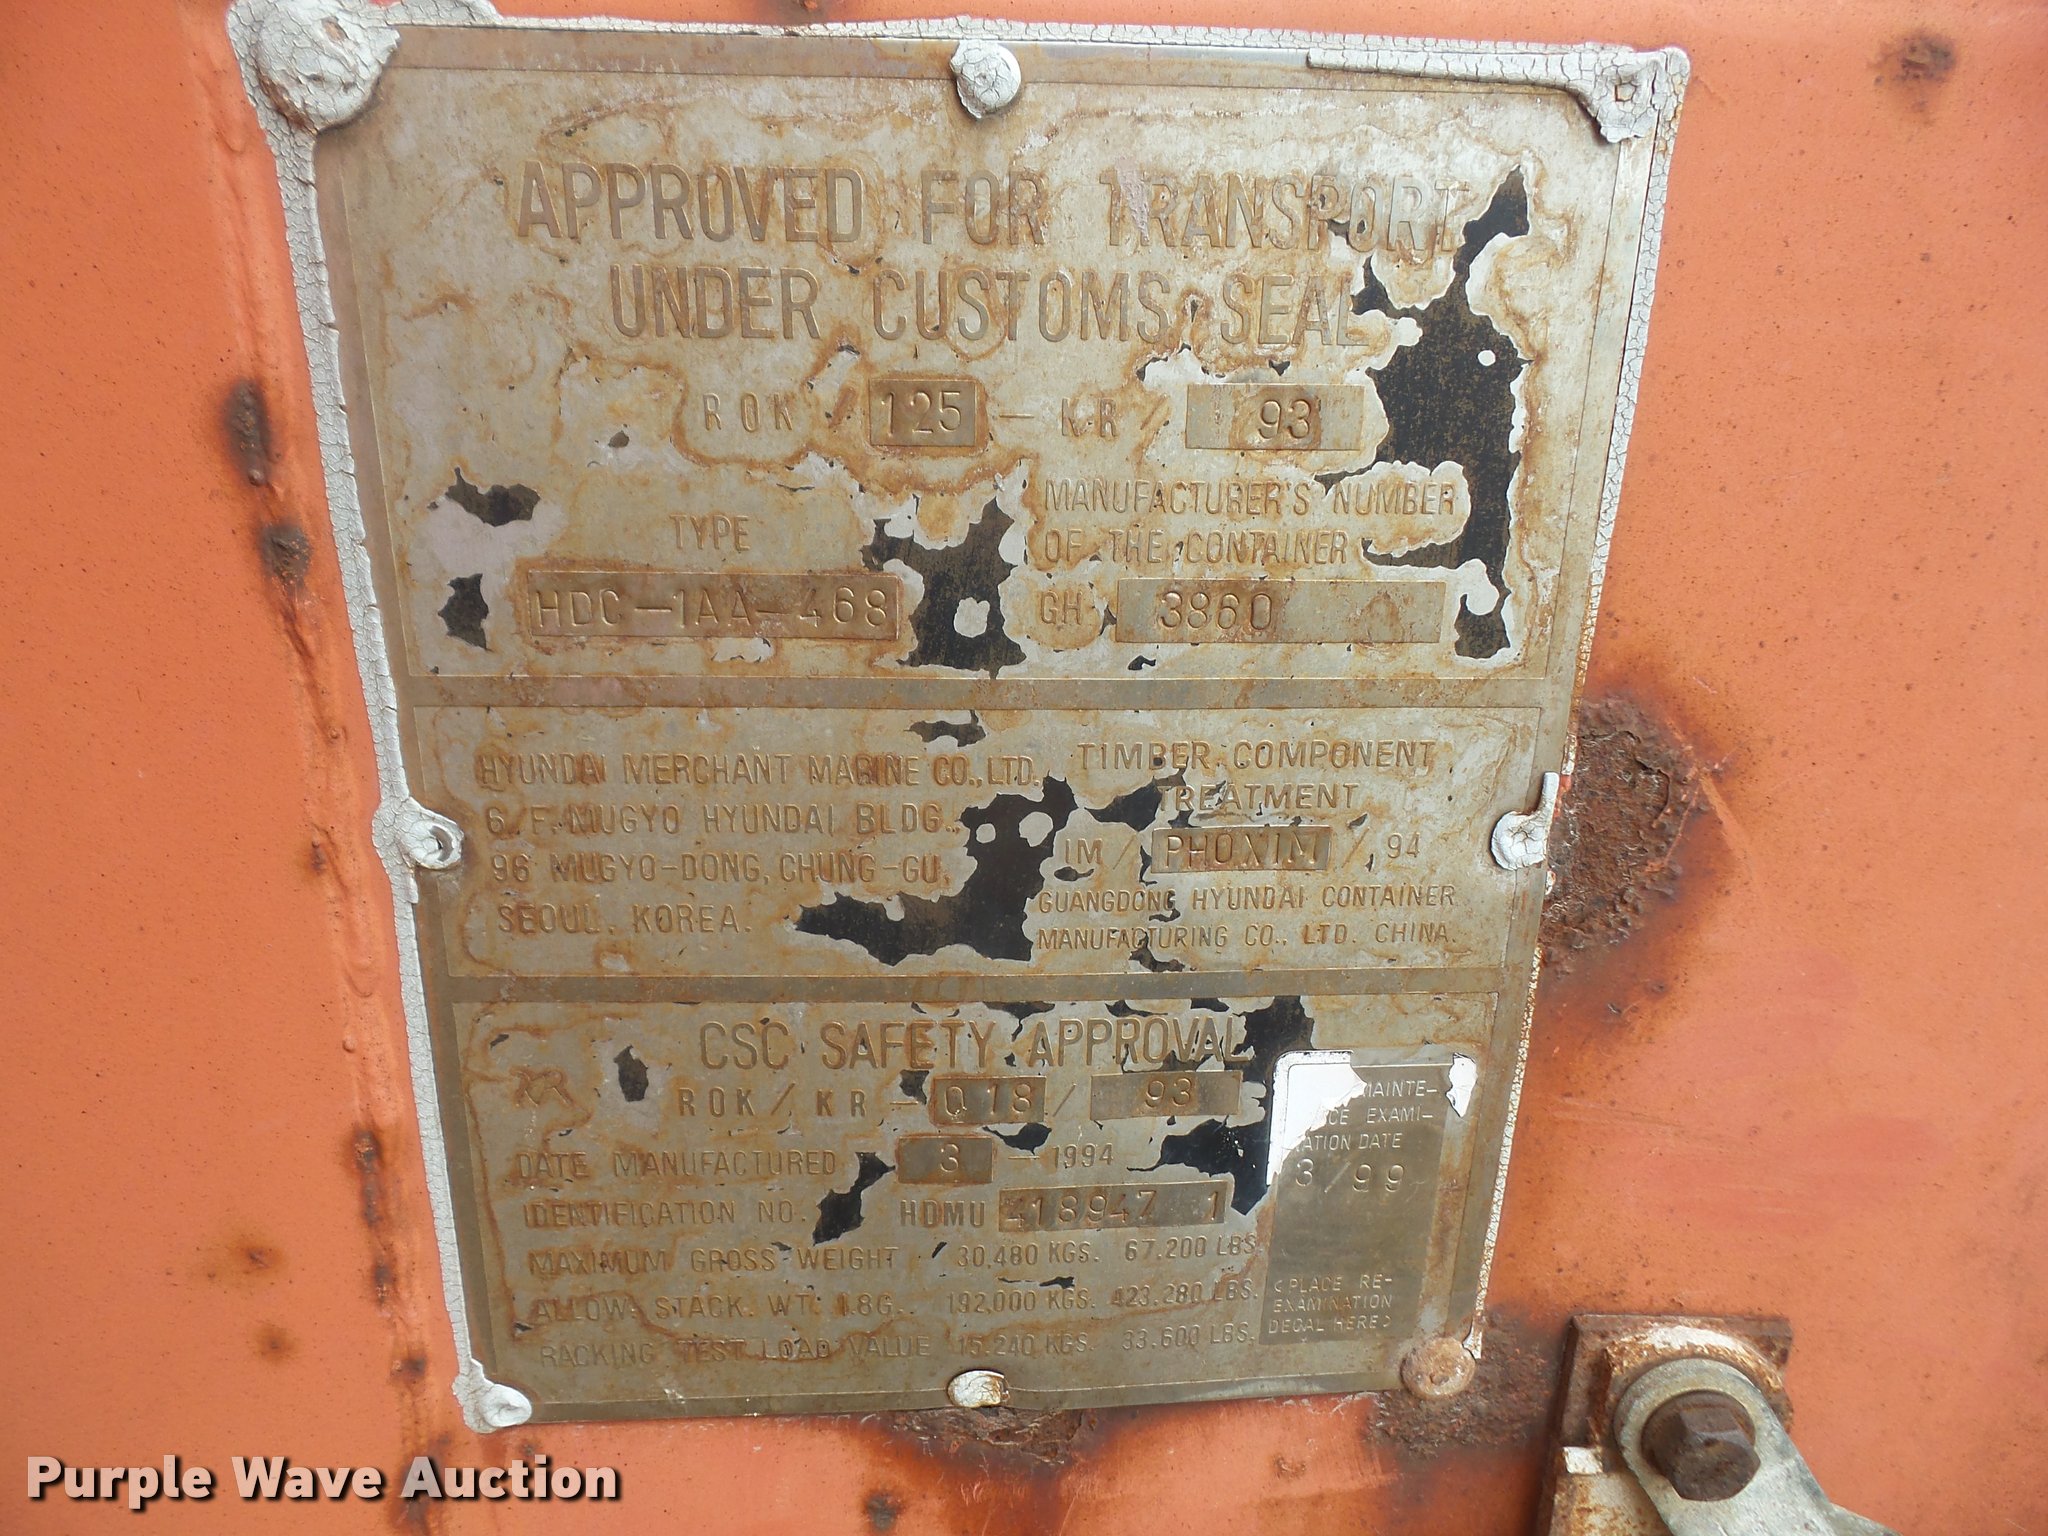 APPROVED FOR TRANSPORT
UNDER CUSTOMS SEAL
ROK / 125 - KR / 93
TYPE
HDC-1AA-468
MANUFACTURER'S NUMBER
OF THE CONTAINER
GH- 3860
HYUNDAI MERCHANT MARINE CO., LTD.
6/F. MUGYO HYUNDAI BLDG.,
96 MUGYO-DONG, CHUNG-GU,
SEOUL, KOREA.
TIMBER COMPONENT
TREATMENT
IM / PHOXIM / 94
GUANGDONG HYUNDAI CONTAINER
MANUFACTURING CO., LTD. CHINA.
CSC SAFETY APPROVAL
KR
ROK / KR - 018 / 93
DATE MANUFACTURED 3 - 1994
IDENTIFICATION NO. HDMU 418947 1
MAXIMUM GROSS WEIGHT 30,480 KGS. 67.200 LBS.
ALLOW. STACK. WT. 1.8G. 192,000 KGS. 423.280 LBS.
RACKING TEST LOAD VALUE 15.240 KGS. 33.600 LBS.
MAINTE-
NCE EXAMI-
NATION DATE
3/99
<PLACE RE-
EXAMINATION
DECAL HERE>
Purple Wave Auction